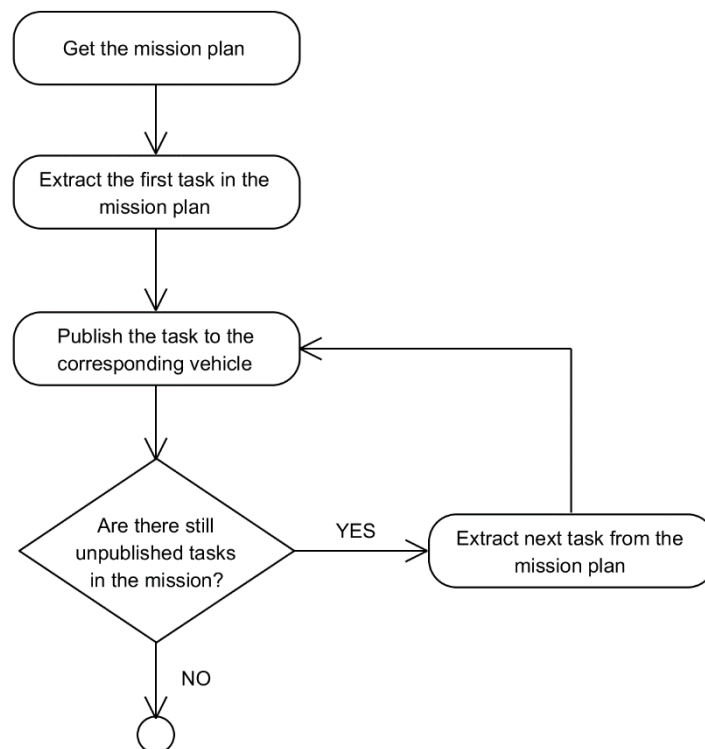 Get the mission plan
Extract the first task in the
mission plan
Publish the task to the
corresponding vehicle
Are there still
unpublished tasks
in the mission?
YES
Extract next task from the
mission plan
NO